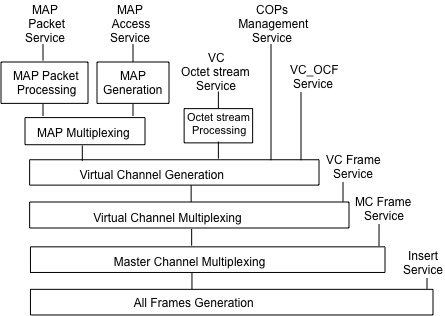 MAP
Packet
Service
MAP
Access
Service
COPs
Management
Service
VC
Octet stream
Service
VC_OCF
Service
MAP Packet
Processing
MAP
Generation
Octet stream
Processing
MAP Multiplexing
Virtual Channel Generation
VC Frame
Service
Virtual Channel Multiplexing
MC Frame
Service
Master Channel Multiplexing
Insert
Service
All Frames Generation